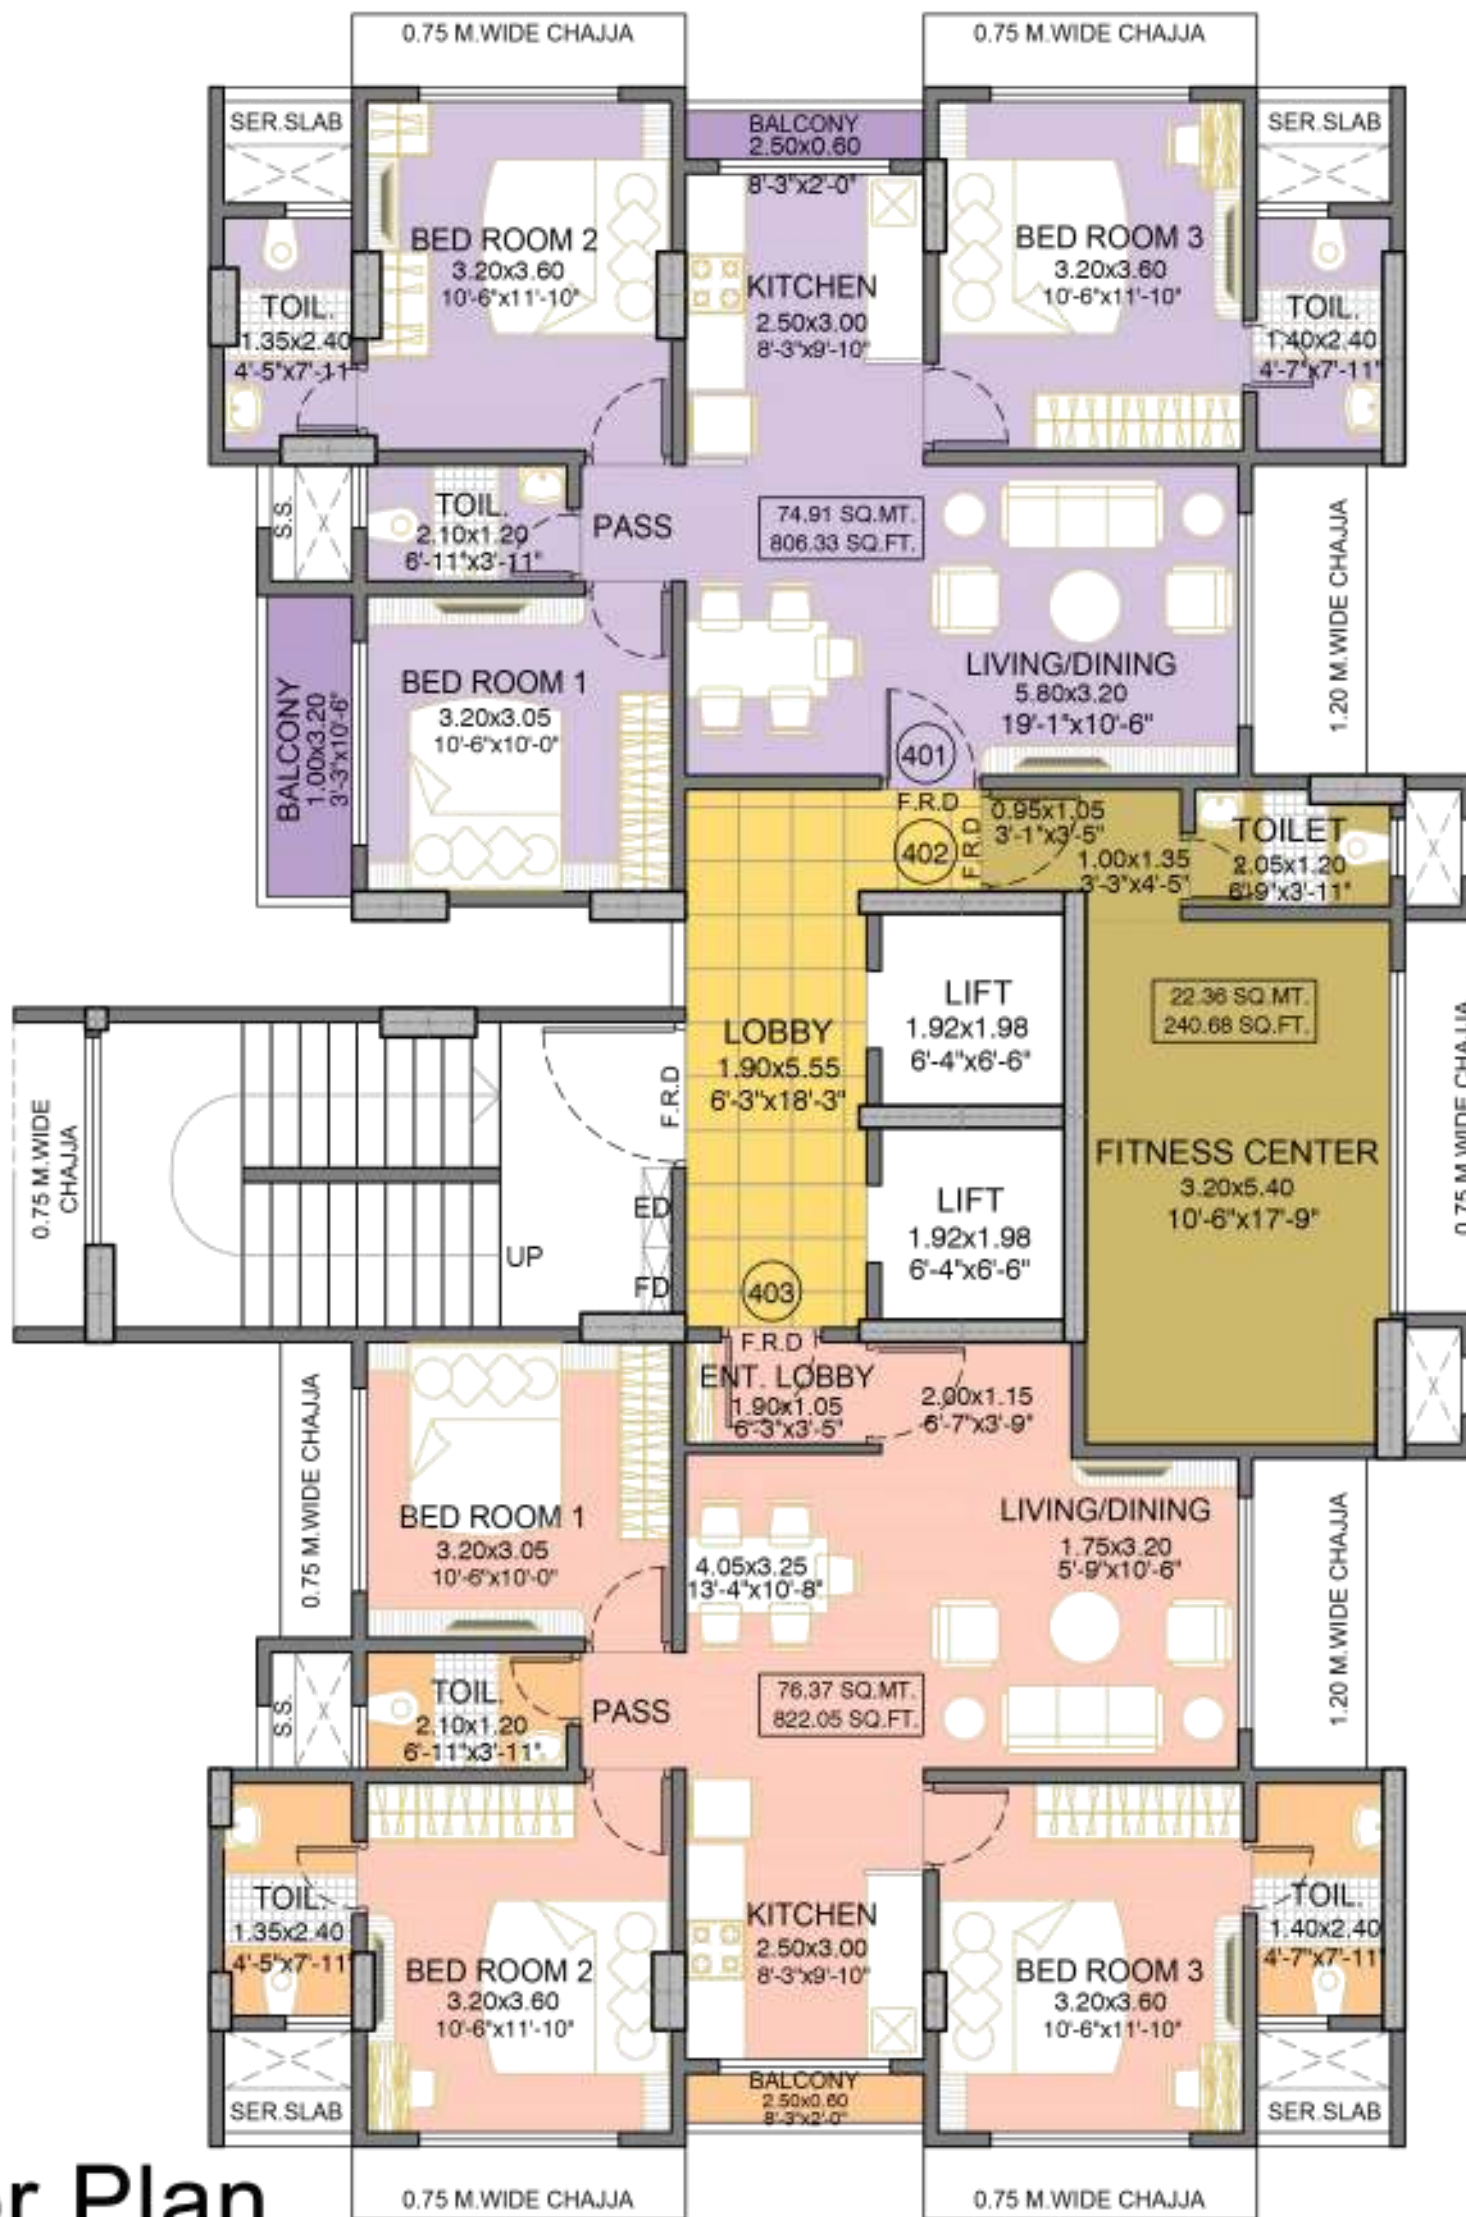 0.75 M.WIDE CHAJJA
0.75 M.WIDE CHAJJA
SER.SLAB
BALCONY
2.50x0.60
8'-3"x2'-0"
SER.SLAB
BED ROOM 2
3.20x3.60
10'-6"x11'-10"
KITCHEN
2.50x3.00
8'-3"x9'-10"
BED ROOM 3
3.20x3.60
10'-6"x11'-10"
TOIL.
1.35x2.40
4'-5"x7'-11"
TOIL.
1.40x2.40
4'-7"x7'-11"
S.S.
TOIL.
2.10x1.20
6'-11"x3'-11"
PASS
74.91 SQ.MT.
806.33 SQ.FT.
1.20 M.WIDE CHAJJA
BALCONY
1.00x3.20
3'-3"x10'-6"
BED ROOM 1
3.20x3.05
10'-6"x10'-0"
LIVING/DINING
5.80x3.20
19'-1"x10'-6"
401
F.R.D
402
F.R.D
0.95x1.05
3'-1"x3'-5"
1.00x1.35
3'-3"x4'-5"
TOILET
2.05x1.20
6'-9"x3'-11"
LIFT
1.92x1.98
6'-4"x6'-6"
22.36 SQ.MT.
240.68 SQ.FT.
LOBBY
1.90x5.55
6'-3"x18'-3"
F.R.D
0.75 M.WIDE
CHAJJA
0.75 M.WIDE CHAJJA
FITNESS CENTER
3.20x5.40
10'-6"x17'-9"
LIFT
1.92x1.98
6'-4"x6'-6"
ED
UP
FD
403
F.R.D
ENT. LOBBY
1.90x1.05
6'-3"x3'-5"
2.00x1.15
6'-7"x3'-9"
0.75 M.WIDE CHAJJA
BED ROOM 1
3.20x3.05
10'-6"x10'-0"
LIVING/DINING
1.75x3.20
5'-9"x10'-6"
4.05x3.25
13'-4"x10'-8"
1.20 M.WIDE CHAJJA
S.S.
TOIL.
2.10x1.20
6'-11"x3'-11"
PASS
76.37 SQ.MT.
822.05 SQ.FT.
TOIL.
1.35x2.40
4'-5"x7'-11"
KITCHEN
2.50x3.00
8'-3"x9'-10"
TOIL.
1.40x2.40
4'-7"x7'-11"
BED ROOM 2
3.20x3.60
10'-6"x11'-10"
BED ROOM 3
3.20x3.60
10'-6"x11'-10"
BALCONY
2.50x0.60
8'-3"x2'-0"
SER.SLAB
SER.SLAB
or Plan
0.75 M.WIDE CHAJJA
0.75 M.WIDE CHAJJA